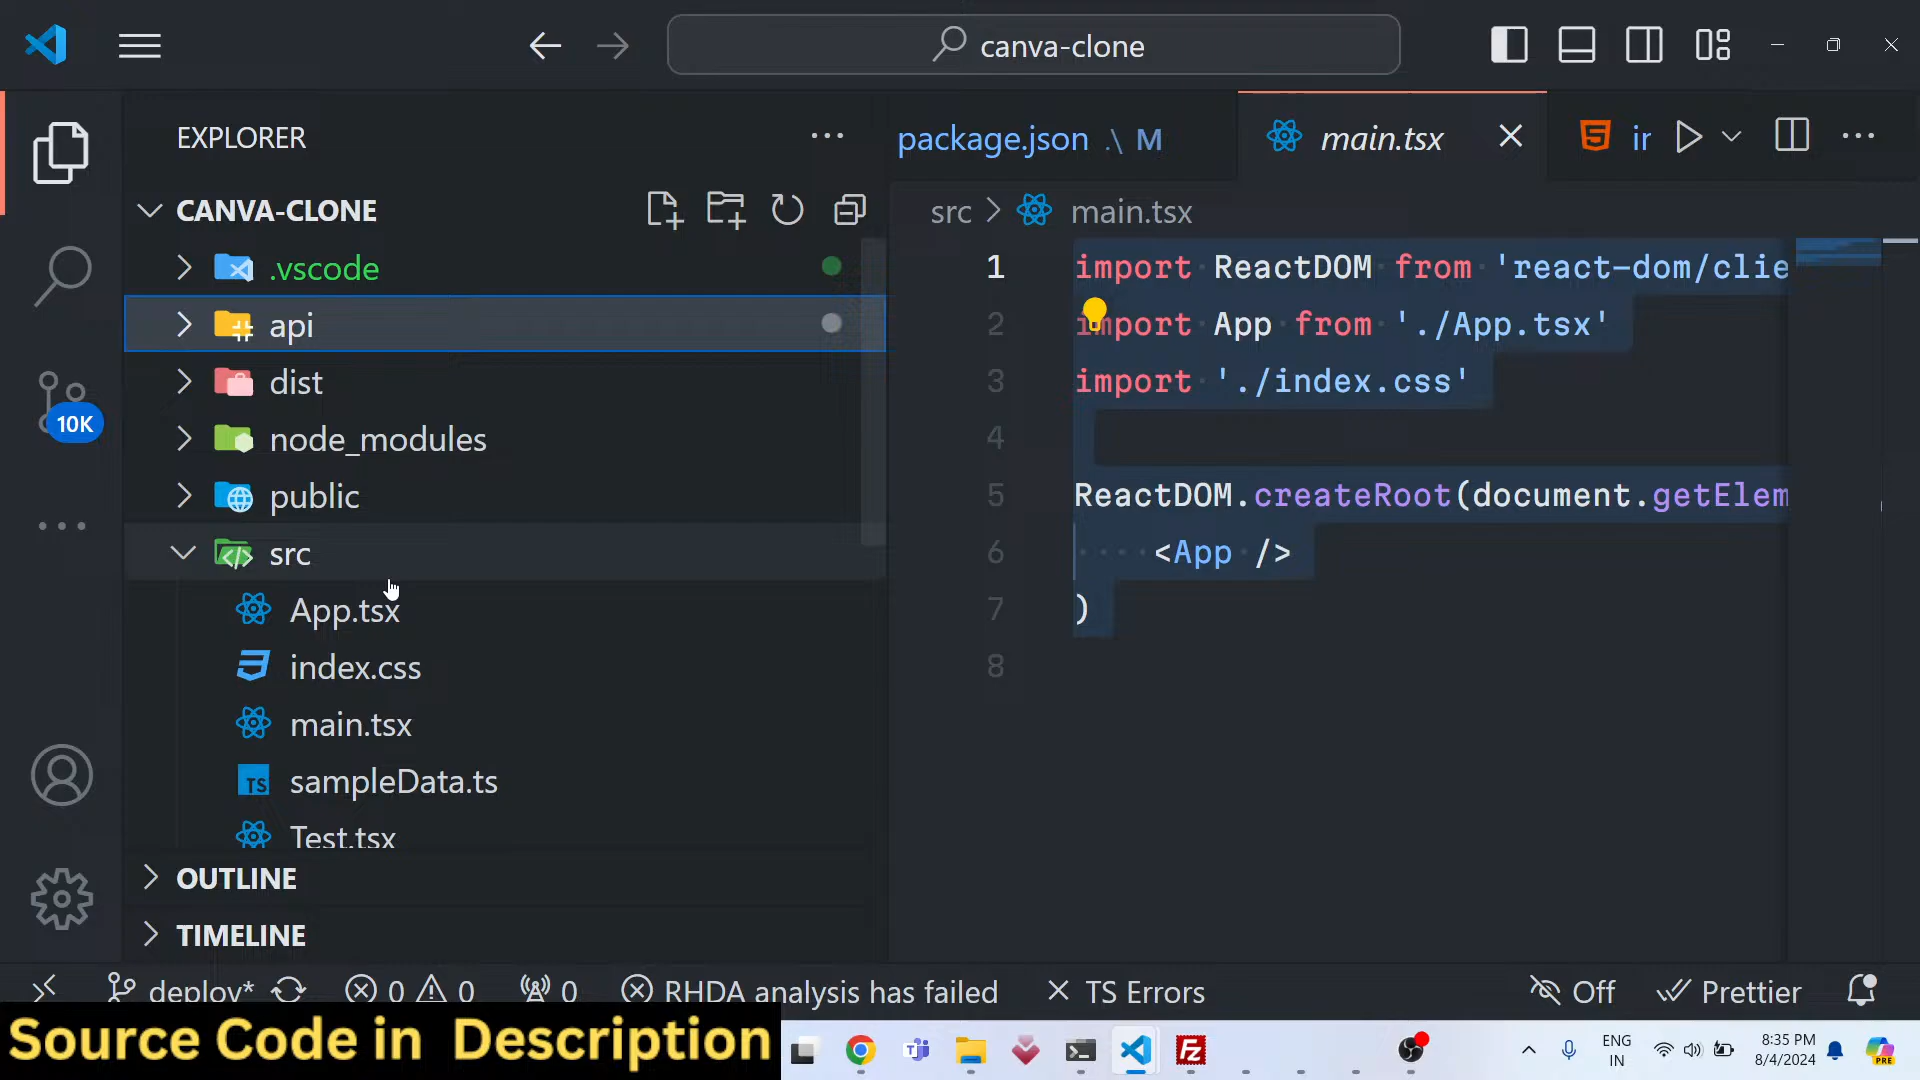 canva-clone
EXPLORER
CANVA-CLONE
.vscode
api
dist
node_modules
public
src
App.tsx
index.css
main.tsx
sampleData.ts
Test.tsx
OUTLINE
TIMELINE
10K
package.json .\ M
main.tsx
ir
src > main.tsx
1 import ReactDOM from 'react-dom/clie
2 import App from './App.tsx'
3 import './index.css'
4
5 ReactDOM.createRoot(document.getElem
6 <App />
7 )
8
deploy* 0 0 0 RHDA analysis has failed TS Errors Off Prettier
Source Code in Description
ENG
IN
8:35 PM
8/4/2024
PRE